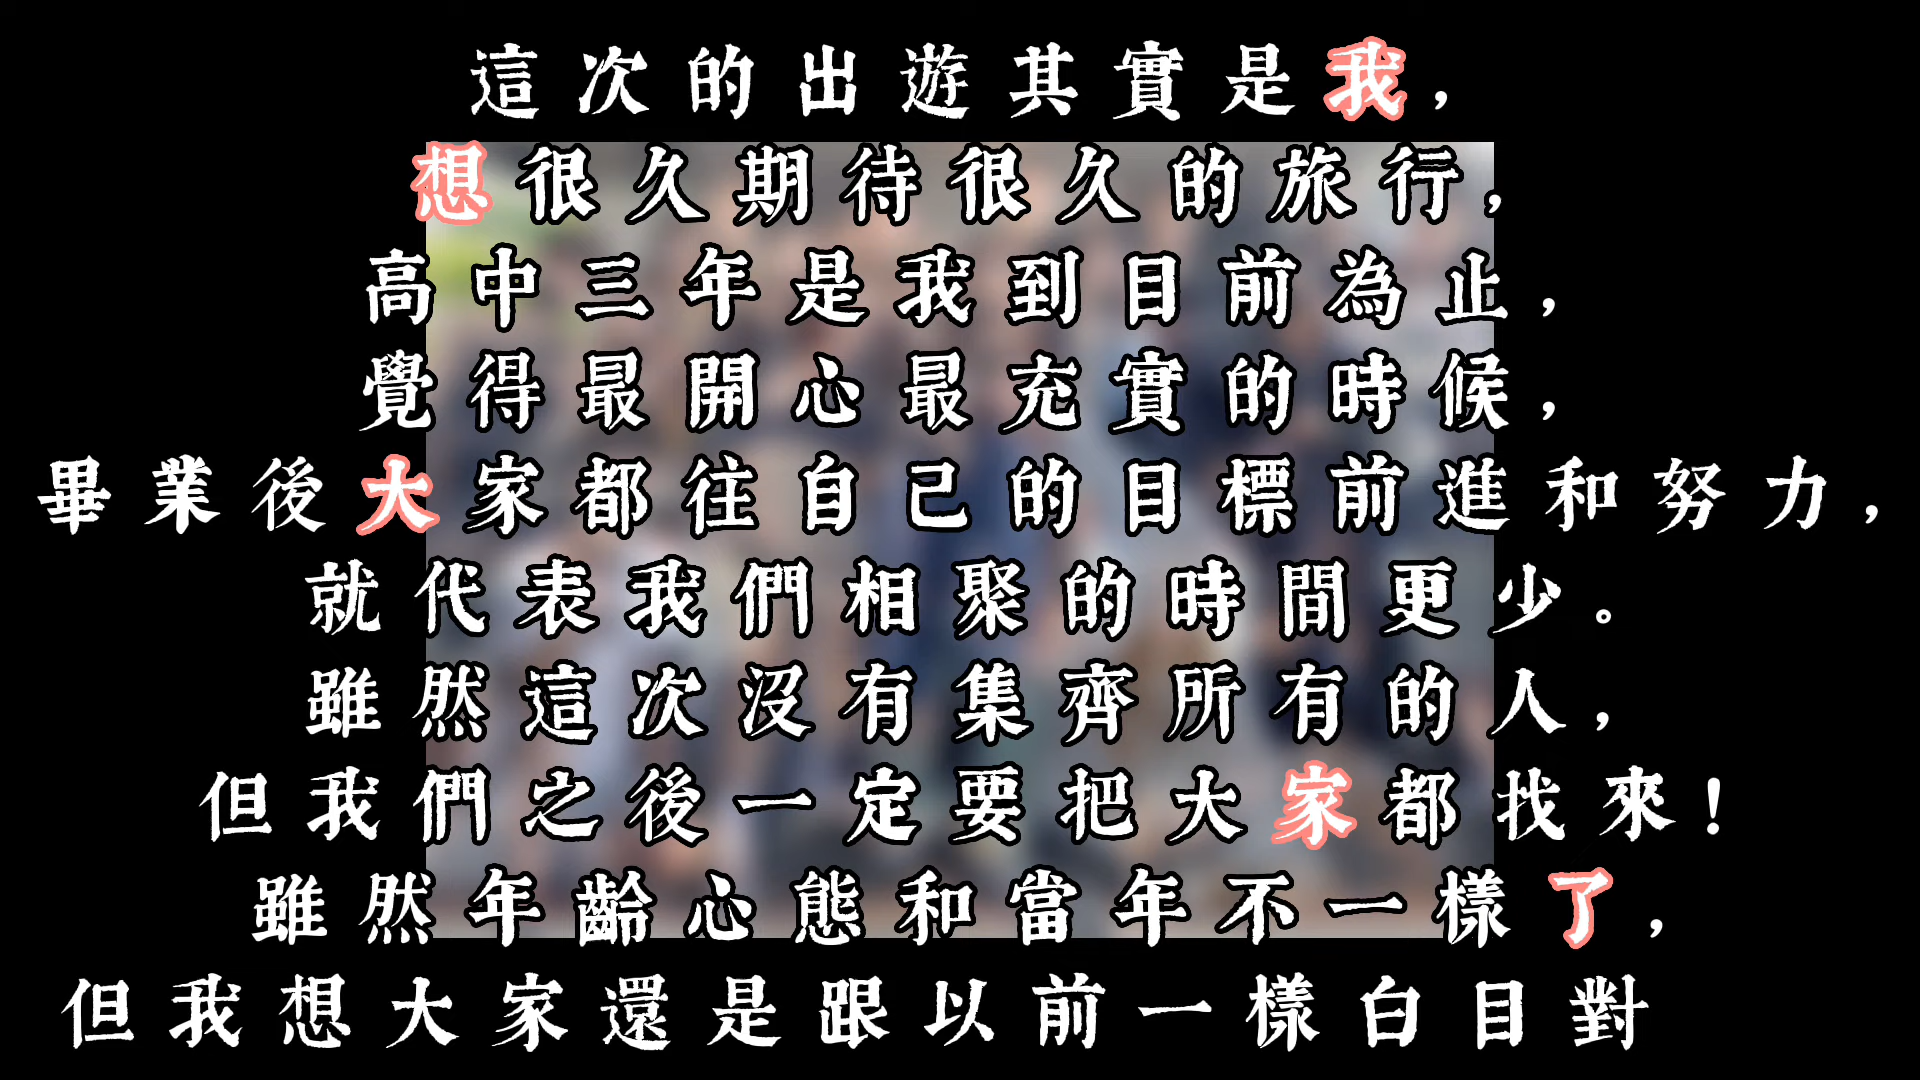 這次的出遊其實是我，
想很久期待很久的旅行，
高中三年是我到目前為止，
覺得最開心最充實的時候，
畢業後大家都往自己的目標前進和努力，
就代表我們相聚的時間更少。
雖然這次沒有集齊所有的人，
但我們之後一定要把大家都找來！
雖然年齡心態和當年不一樣了，
但我想大家還是跟以前一樣白目對